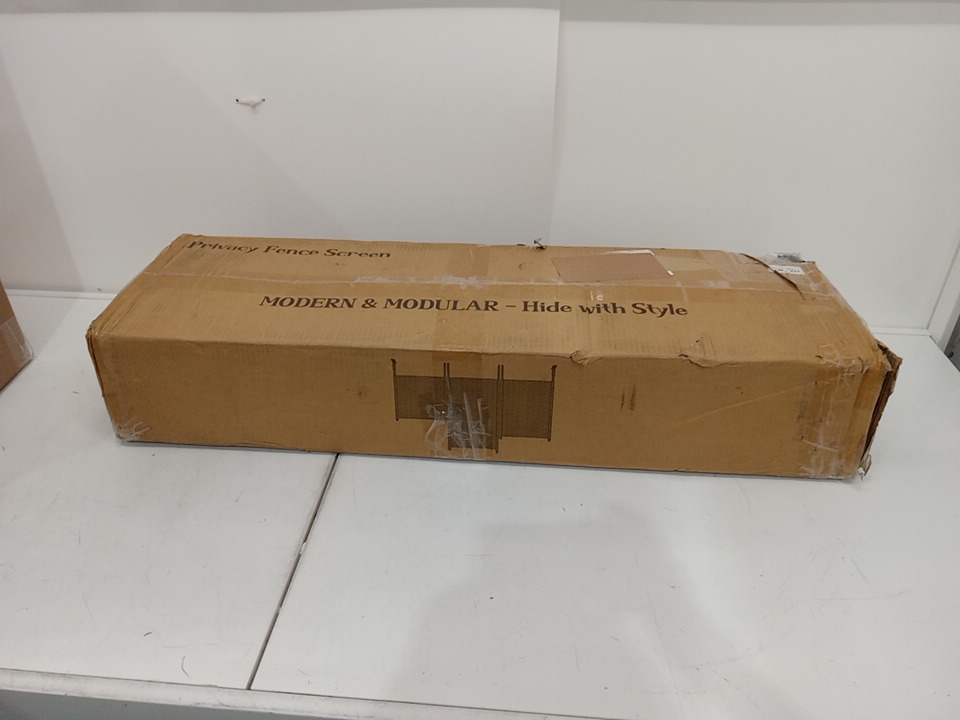 Privacy Fence Screen
MODERN & MODULAR - Hide with Style